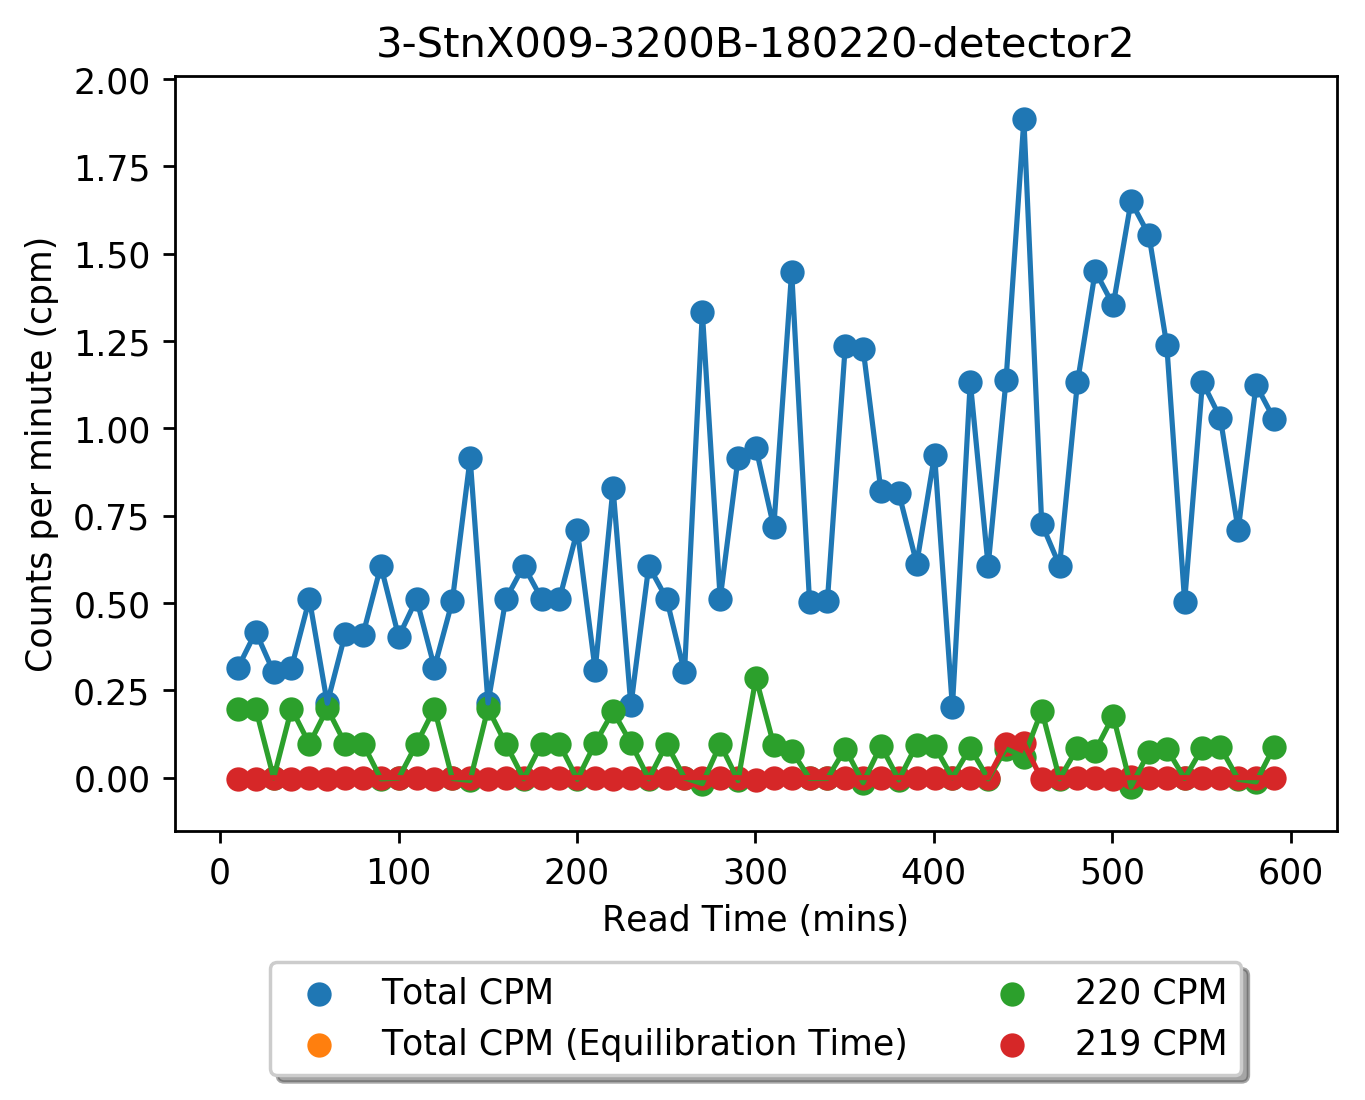 3-StnX009-3200B-180220-detector2
2.00
1.75
1.50
1.25
1.00
0.75
0.50
0.25
0.00
Counts per minute (cpm)
0 100 200 300 400 500 600
Read Time (mins)
Total CPM
Total CPM (Equilibration Time)
220 CPM
219 CPM